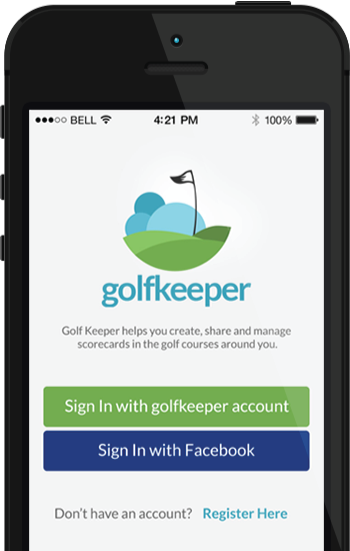 BELL 4:21 PM 100%
golfkeeper
Golf Keeper helps you create, share and manage
scorecards in the golf courses around you.
Sign In with golfkeeper account
Sign In with Facebook
Don't have an account? Register Here